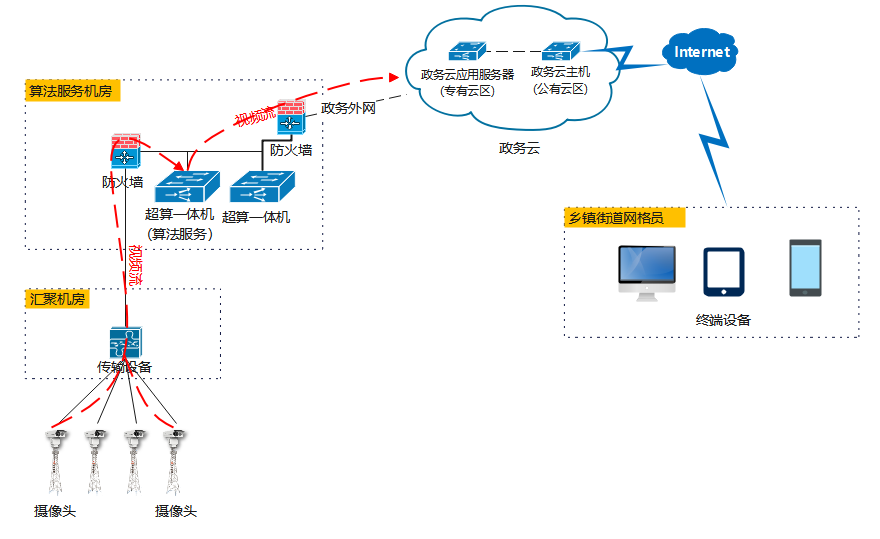 政务云应用服务器
(专有云区)
政务云主机
(公有云区)
Internet
政务云
算法服务机房
视频流
政务外网
防火墙
防火墙
超算一体机
（算法服务）
超算一体机
视频流
汇聚机房
传输设备
摄像头
摄像头
乡镇街道网格员
终端设备